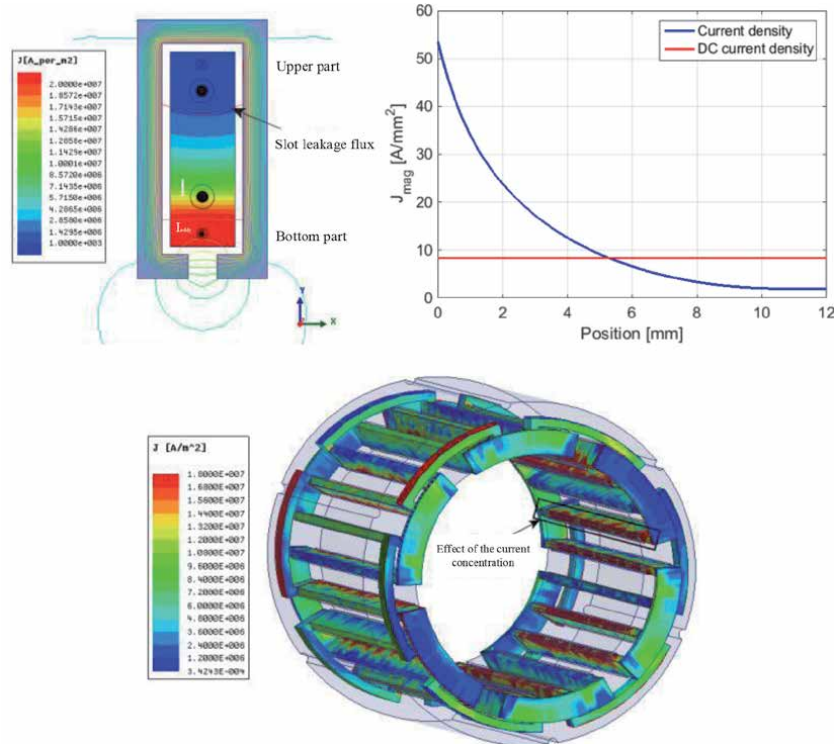 J[A_per_m2]
2.0000e+007
1.8572e+007
1.7143e+007
1.5715e+007
1.4286e+007
1.2858e+007
1.1429e+007
1.0001e+007
8.5720e+006
7.1435e+006
5.7150e+006
4.2865e+006
2.8580e+006
1.4295e+006
1.0000e+003
Upper part
Slot leakage flux
Bottom part
Y
X
60
50
40
30
20
10
0
J_mag [A/mm²]
Current density
DC current density
0 2 4 6 8 10 12
Position [mm]
J [A/m^2]
1.8000E+007
1.6800E+007
1.5600E+007
1.4400E+007
1.3200E+007
1.2000E+007
1.0800E+007
9.6000E+006
8.4000E+006
7.2000E+006
6.0000E+006
4.8000E+006
3.6000E+006
2.4000E+006
1.2000E+006
3.4243E-004
Effect of the current
concentration